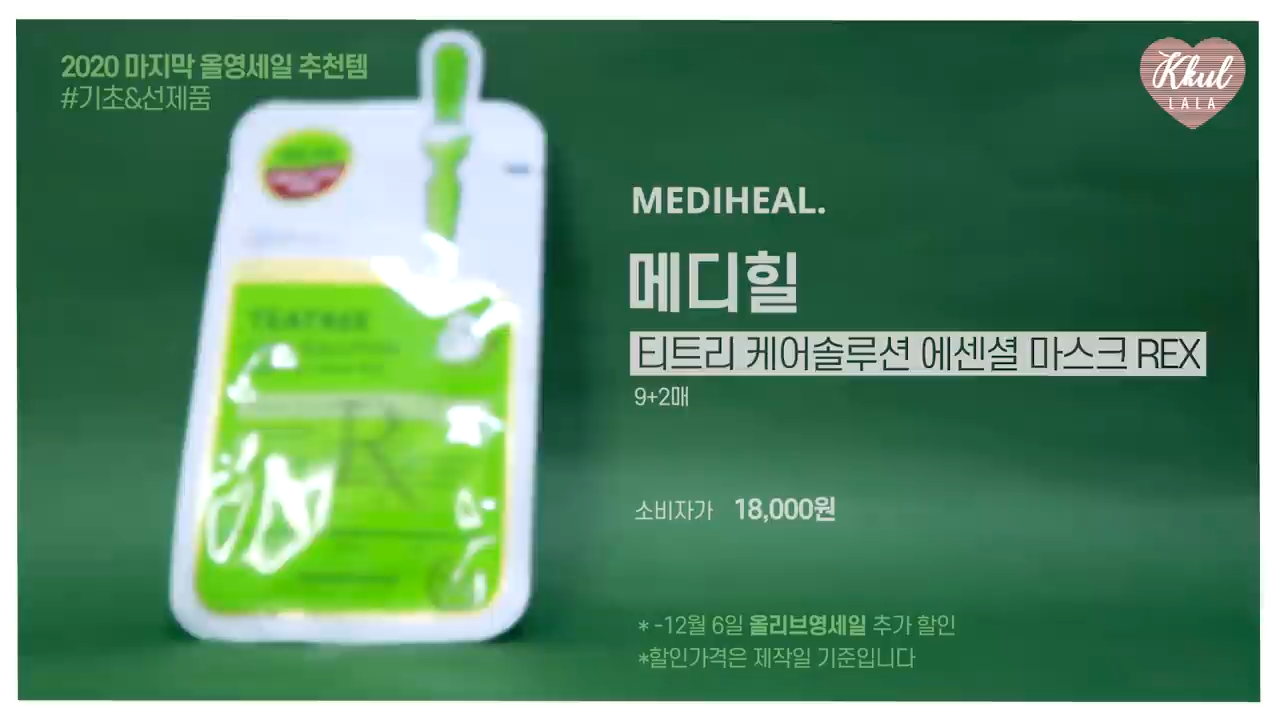 2020 마지막 올영세일 추천템
#기초&선제품
Khul
LALA
MEDIHEAL.
메디힐
티트리 케어솔루션 에센셜 마스크 REX
9+2매
소비자가 18,000원
* -12월 6일 올리브영세일 추가 할인
*할인가격은 제작일 기준입니다
TEATREE
R